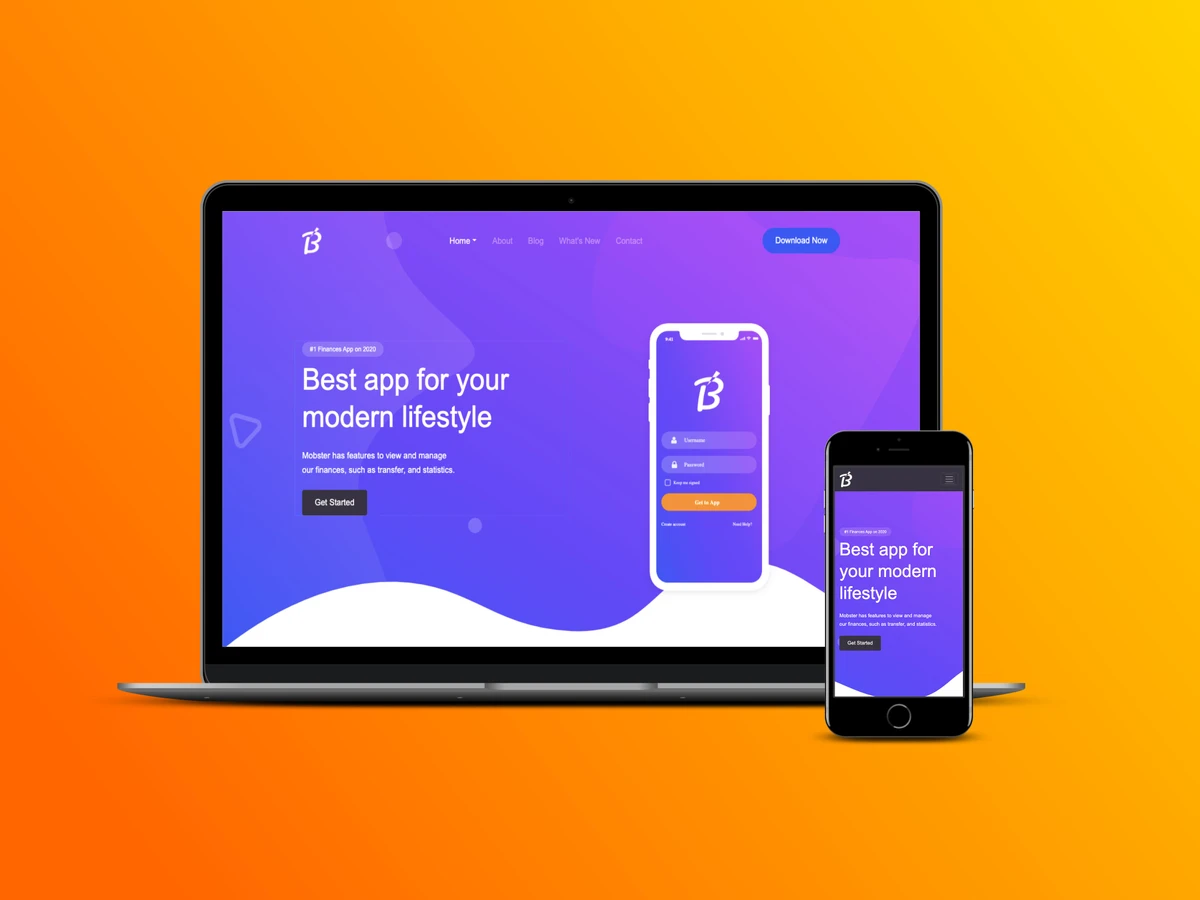 Home
About
Blog
What's New
Contact
Download Now
#1 Finances App on 2020
Best app for your
modern lifestyle
Mobster has features to view and manage
our finances, such as transfer, and statistics.
Get Started
9:41
B
Username
Password
Keep me signed
Get in App
Create account
Need Help?
B
#1 Finances App on 2020
Best app for
your modern
lifestyle
Mobster has features to view and manage
our finances, such as transfer, and statistics.
Get Started